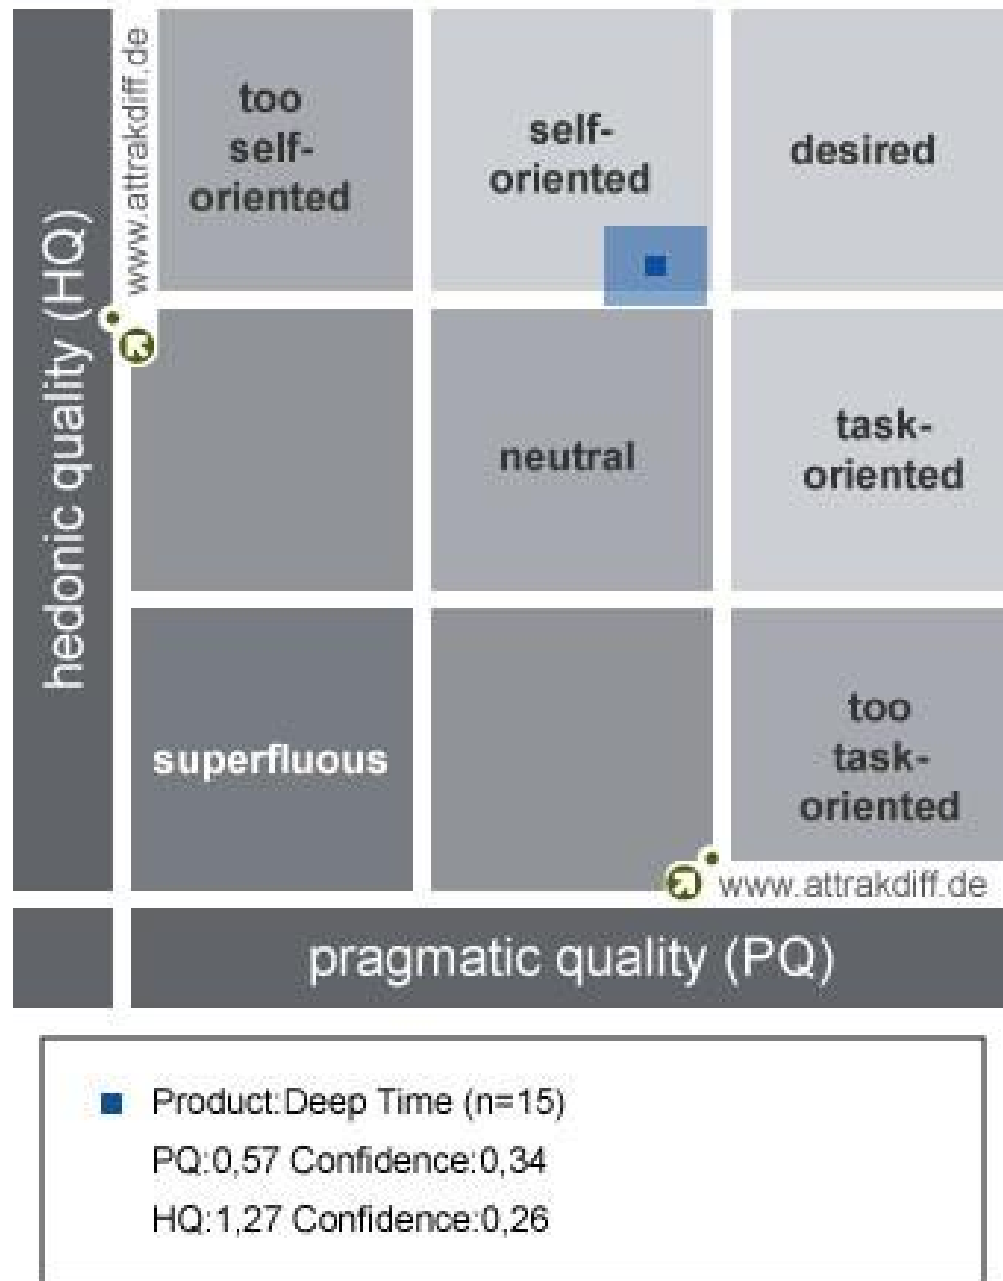 hedonic quality (HQ)
www.attrakdiff.de
too
self-
oriented
self-
oriented
desired
neutral
task-
oriented
superfluous
too
task-
oriented
www.attrakdiff.de
pragmatic quality (PQ)
Product:Deep Time (n=15)
PQ:0,57 Confidence:0,34
HQ:1,27 Confidence:0,26